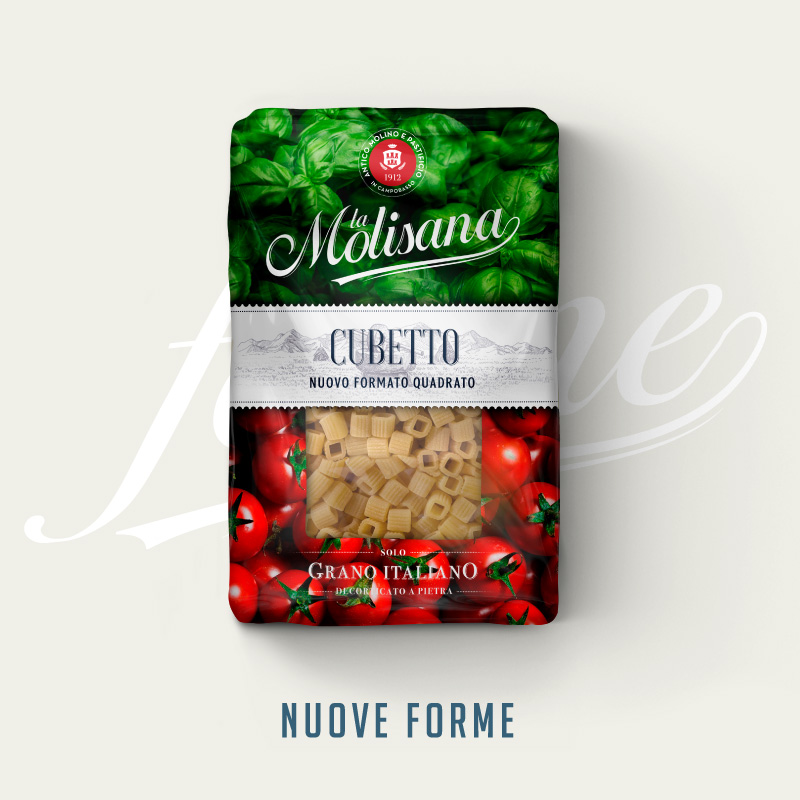 ANTICO MOLINO E PASTIFICIO
1912
IN CAMPOBASSO
la
Molisana
CUBETTO
NUOVO FORMATO QUADRATO
forme
SOLO
GRANO ITALIANO
DECORTICATO A PIETRA
NUOVE FORME